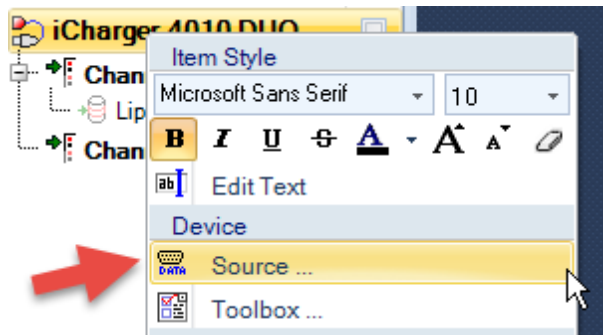 iCharger 4010 DUO
Item Style
Chan
Microsoft Sans Serif 10
Lip
B I U S A A A
Chan
ab Edit Text
Device
DATA Source ...
Toolbox ...